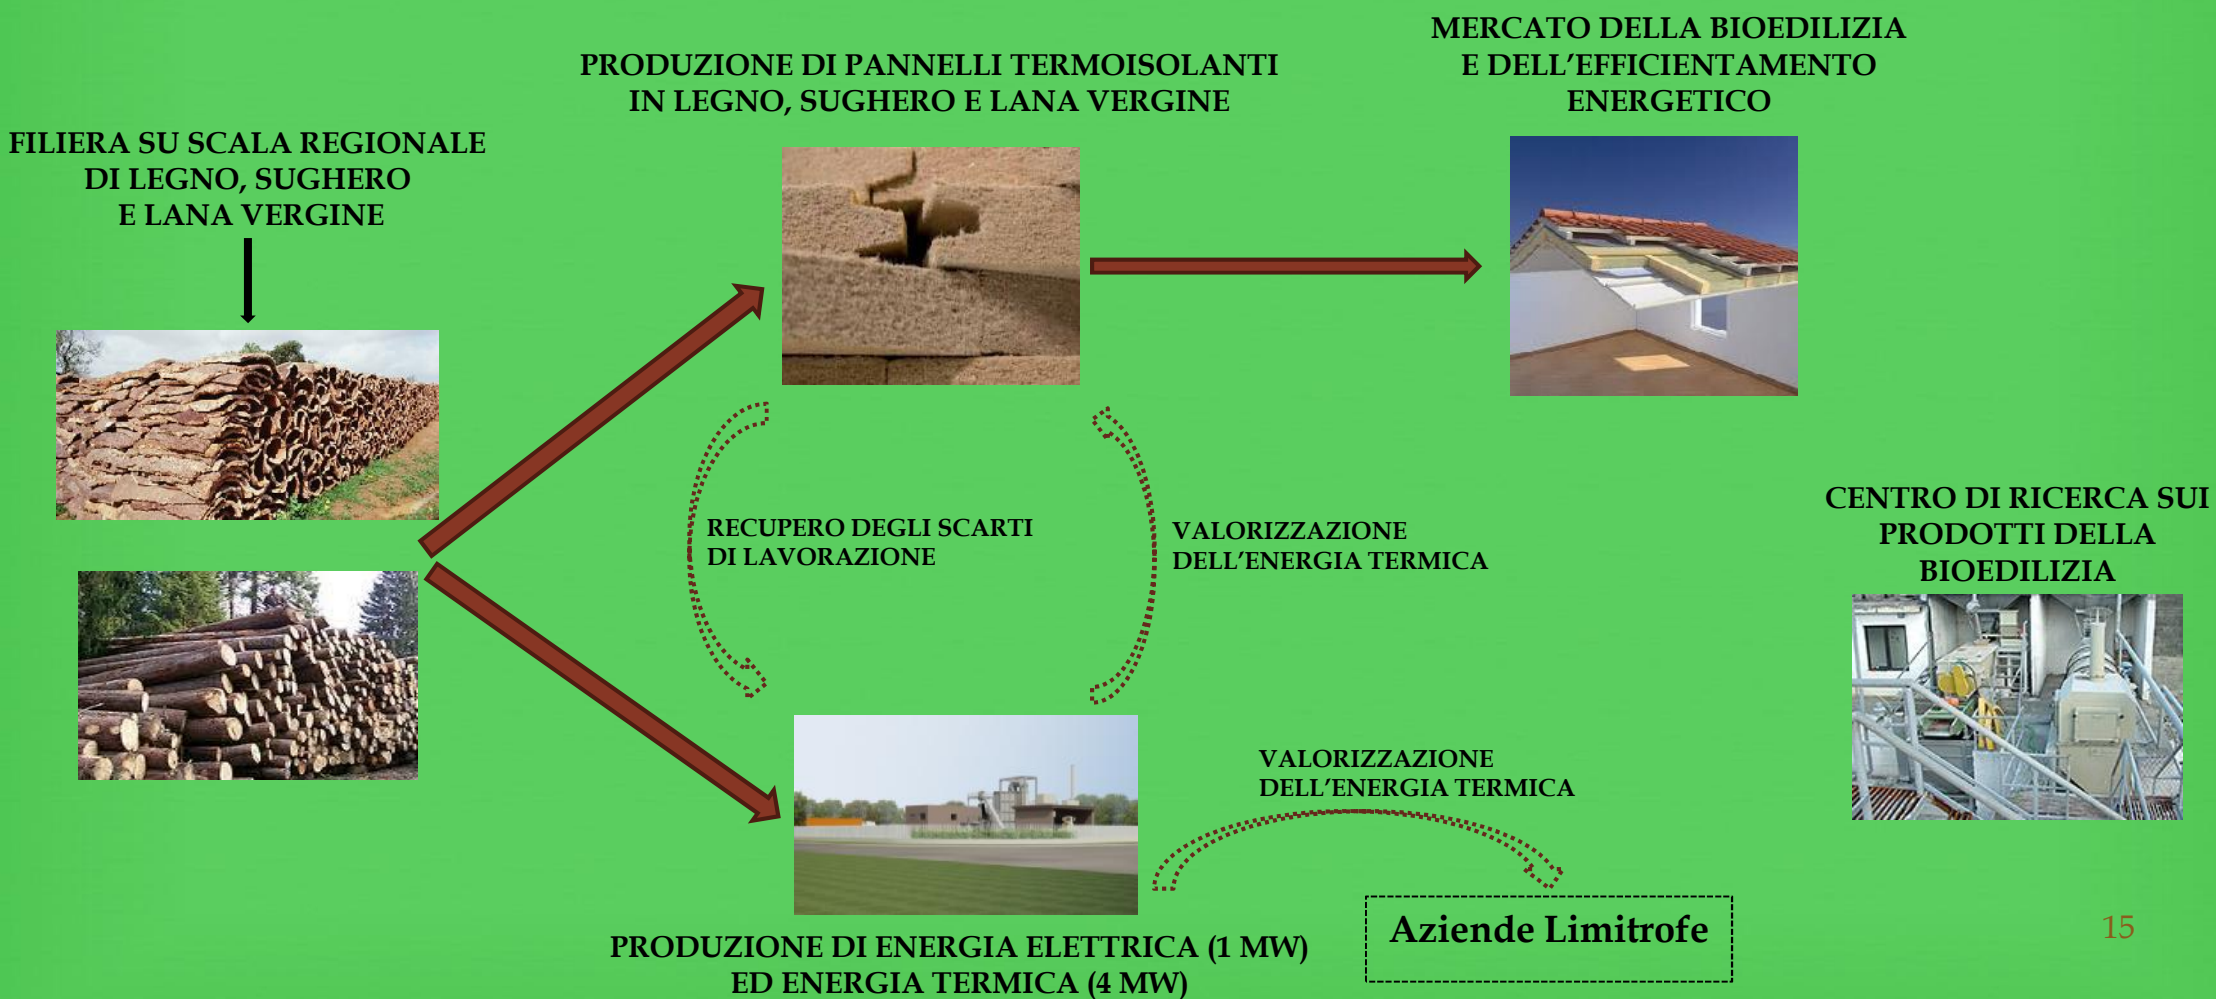 FILIERA SU SCALA REGIONALE
DI LEGNO, SUGHERO
E LANA VERGINE
PRODUZIONE DI PANNELLI TERMOISOLANTI
IN LEGNO, SUGHERO E LANA VERGINE
MERCATO DELLA BIOEDILIZIA
E DELL’EFFICIENTAMENTO
ENERGETICO
RECUPERO DEGLI SCARTI
DI LAVORAZIONE
VALORIZZAZIONE
DELL’ENERGIA TERMICA
CENTRO DI RICERCA SUI
PRODOTTI DELLA
BIOEDILIZIA
VALORIZZAZIONE
DELL’ENERGIA TERMICA
PRODUZIONE DI ENERGIA ELETTRICA (1 MW)
ED ENERGIA TERMICA (4 MW)
Aziende Limitrofe
15